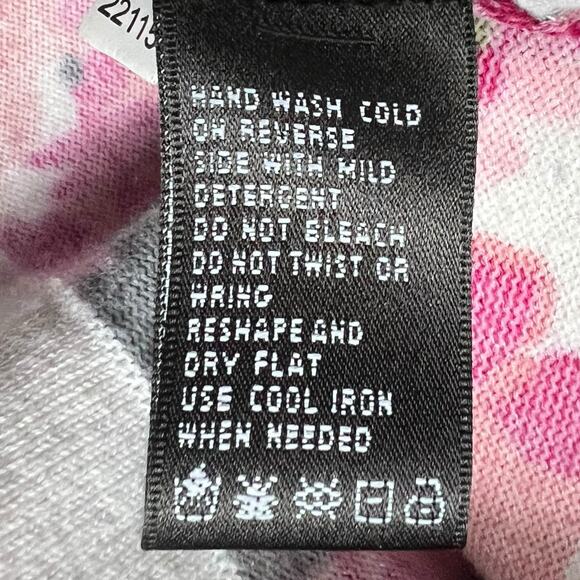 22115
HAND WASH COLD
ON REVERSE
SIDE WITH MILD
DETERGENT
DO NOT BLEACH
DO NOT TWIST OR
WRING
RESHAPE AND
DRY FLAT
USE COOL IRON
WHEN NEEDED